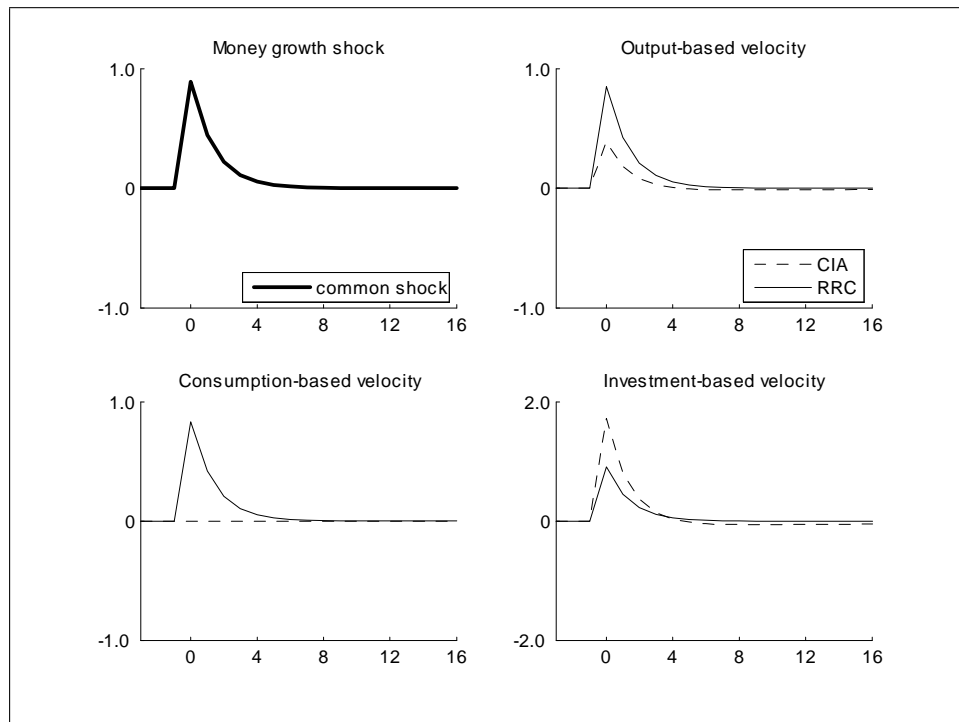 Money growth shock
1.0
0
-1.0
0 4 8 12 16
common shock
Output-based velocity
1.0
0
-1.0
0 4 8 12 16
CIA
RRC
Consumption-based velocity
1.0
0
-1.0
0 4 8 12 16
Investment-based velocity
2.0
0
-2.0
0 4 8 12 16